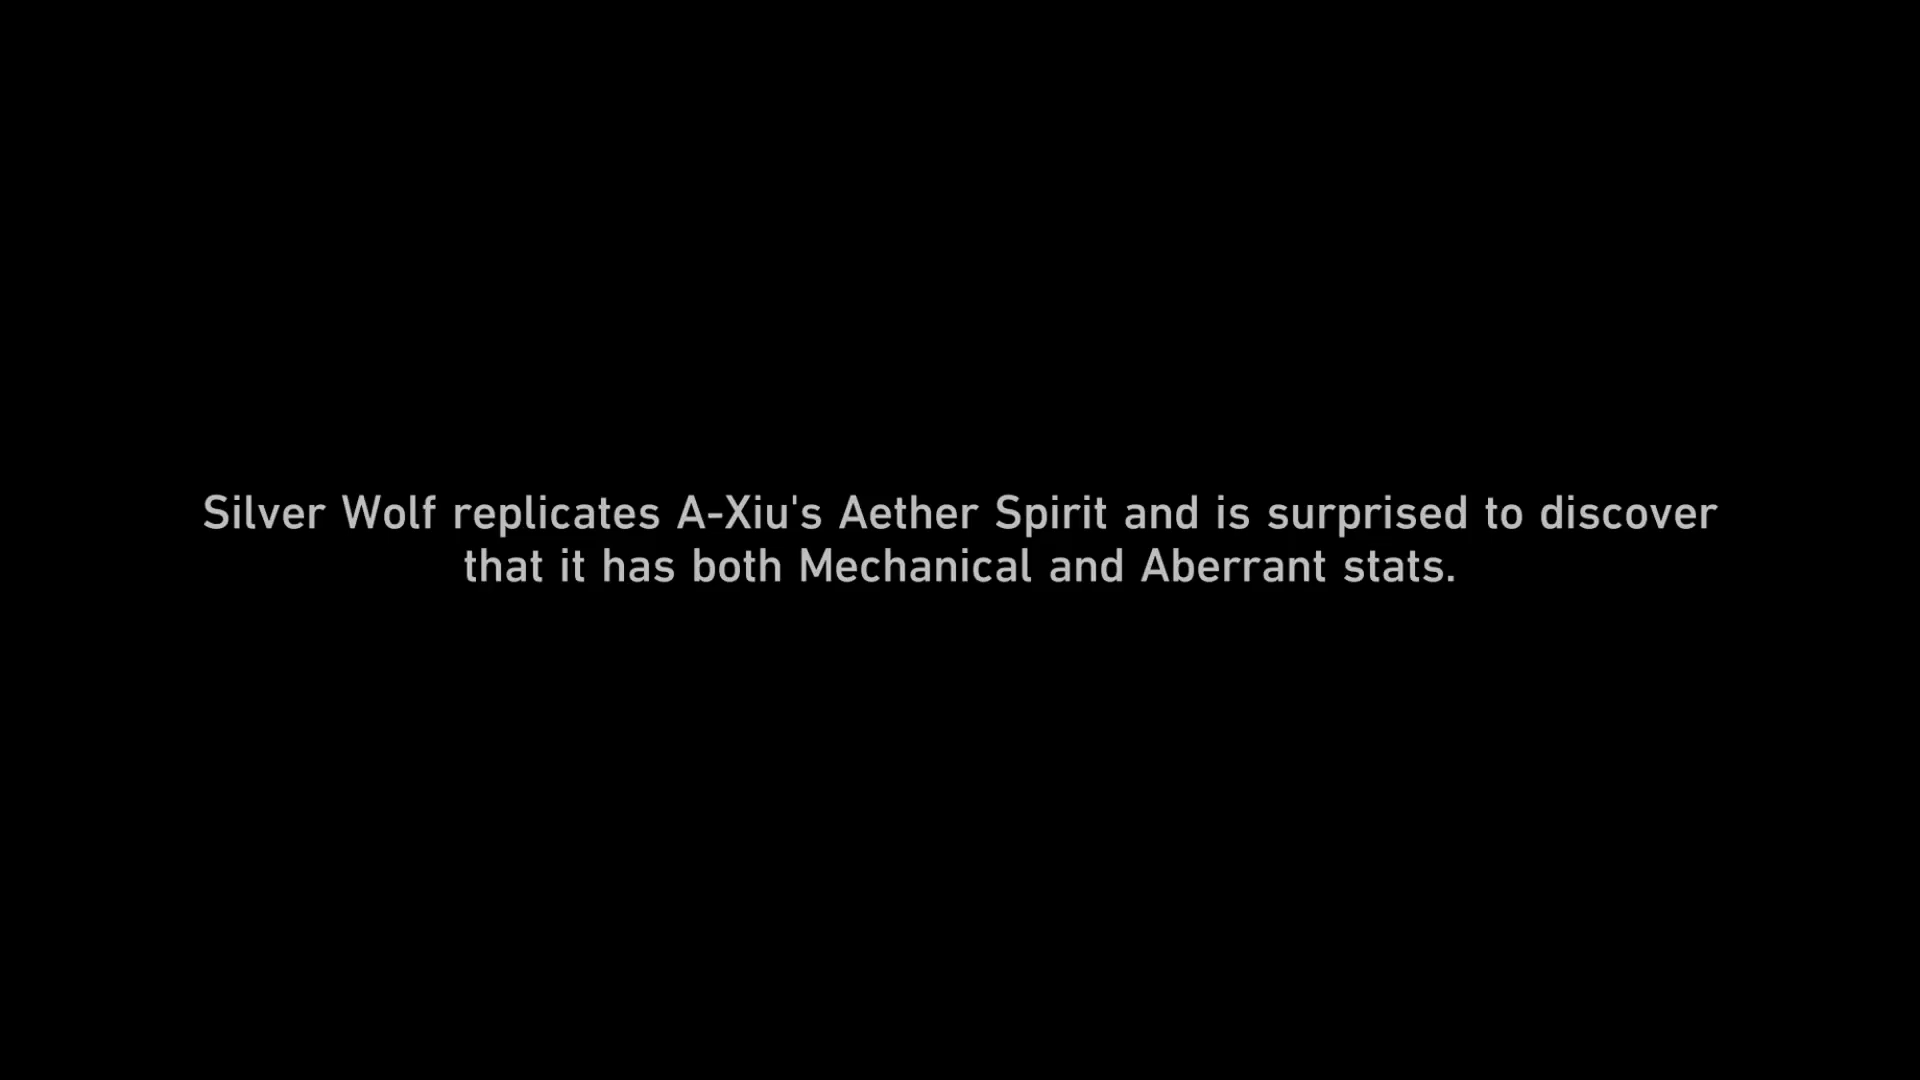 Silver Wolf replicates A-Xiu's Aether Spirit and is surprised to discover
that it has both Mechanical and Aberrant stats.